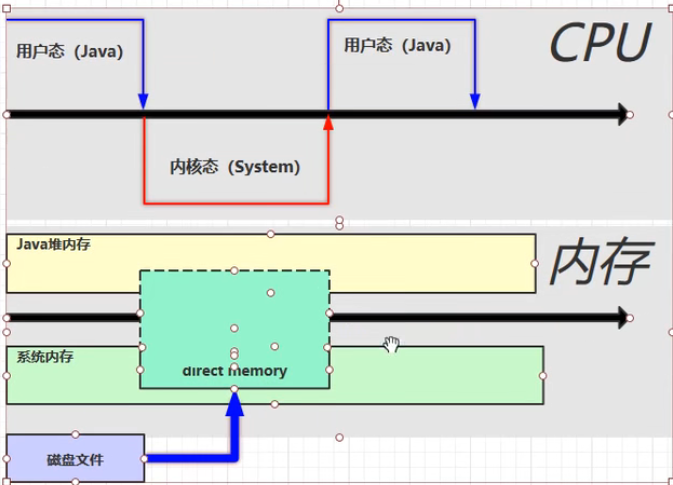 CPU
用户态（Java）
用户态（Java）
内核态（System）
内存
Java堆内存
系统内存
direct memory
磁盘文件